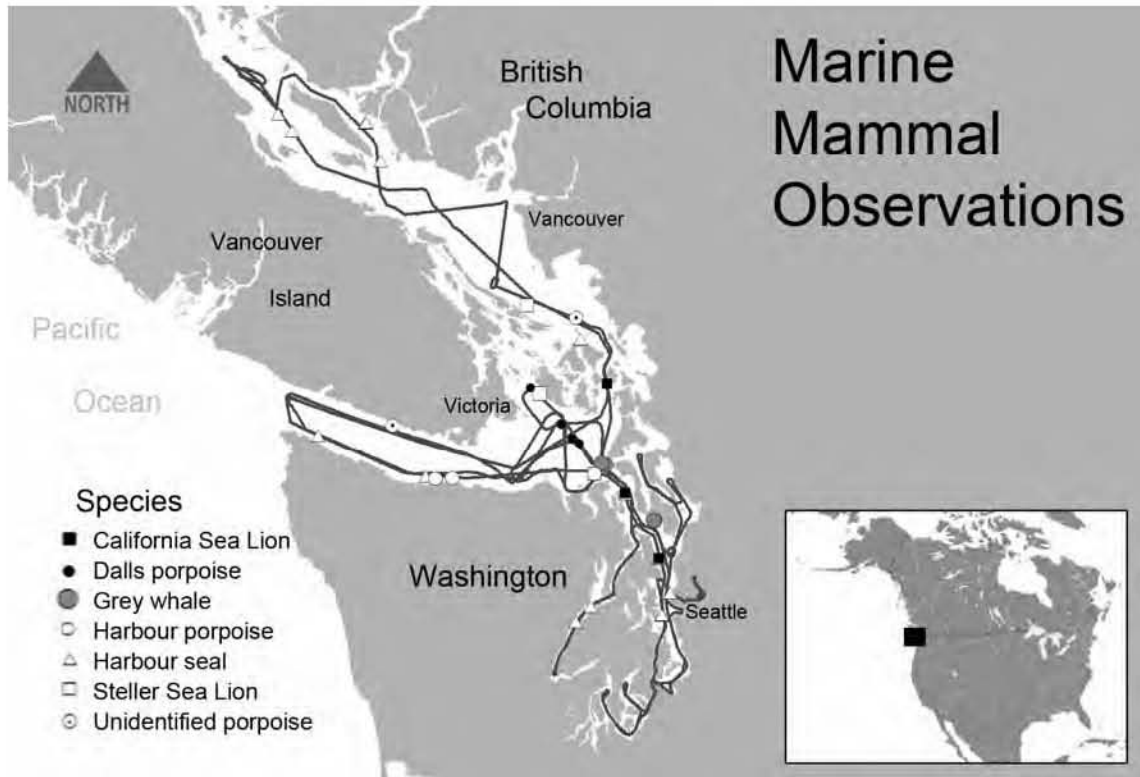 Marine
Mammal
Observations
NORTH
British
Columbia
Vancouver
Vancouver
Island
Pacific
Ocean
Victoria
Washington
Seattle
Species
California Sea Lion
Dalls porpoise
Grey whale
Harbour porpoise
Harbour seal
Steller Sea Lion
Unidentified porpoise